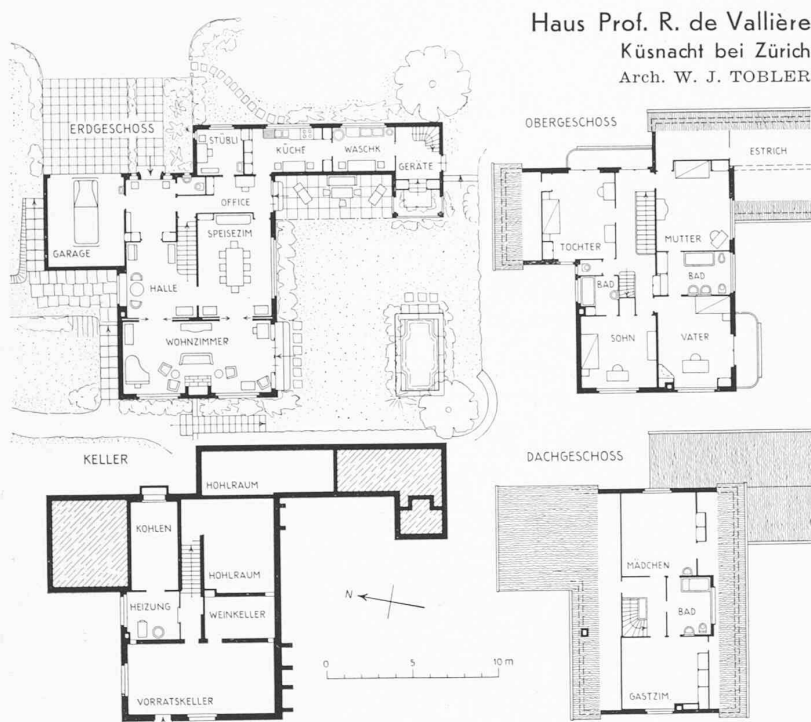 Haus Prof. R. de Vallière
Küsnacht bei Zürich
Arch. W. J. TOBLER
ERDGESCHOSS
STÜBLI
KÜCHE
WASCHK
GERÄTE
OFFICE
GARAGE
SPEISEZIM
HALLE
WOHNZIMMER
OBERGESCHOSS
ESTRICH
TOCHTER
MUTTER
BAD
BAD
SOHN
VATER
KELLER
HOHLRAUM
KOHLEN
HOHLRAUM
HEIZUNG
WEINKELLER
VORRATSKELLER
N
0 5 10 m
DACHGESCHOSS
MÄDCHEN
BAD
GASTZIM.